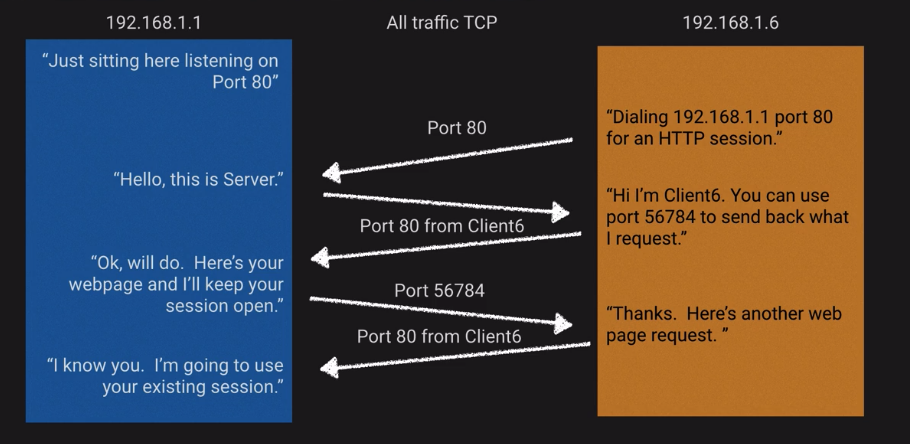 192.168.1.1
All traffic TCP
192.168.1.6
“Just sitting here listening on
Port 80”
“Dialing 192.168.1.1 port 80
for an HTTP session.”
Port 80
“Hello, this is Server.”
“Hi I’m Client6. You can use
port 56784 to send back what
I request.”
Port 80 from Client6
“Ok, will do.  Here’s your
webpage and I’ll keep your
session open.”
Port 56784
“Thanks.  Here’s another web
page request. ”
Port 80 from Client6
“I know you.  I’m going to use
your existing session.”